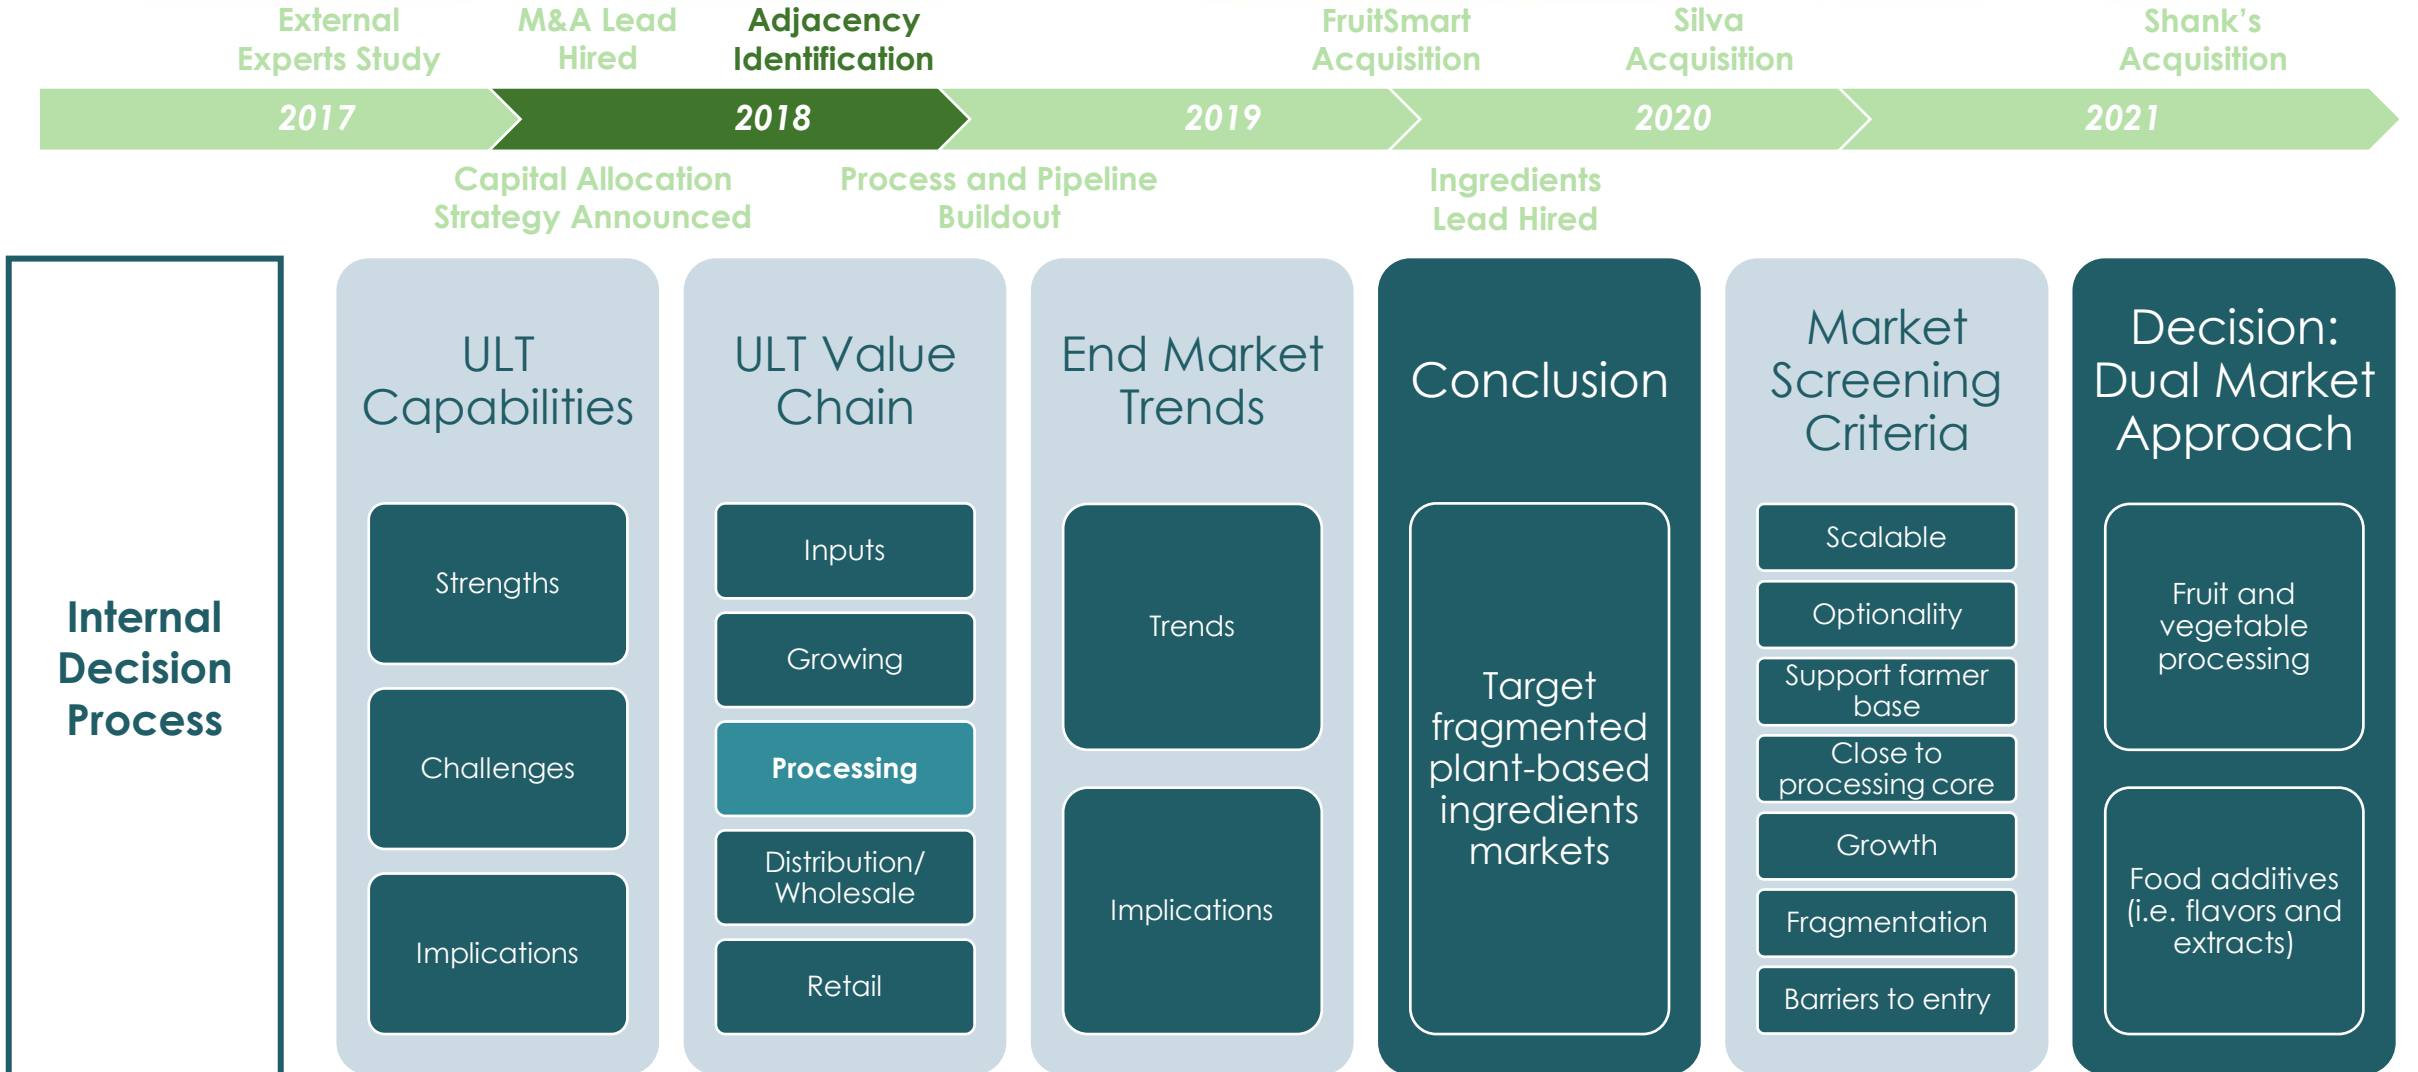 External
Experts Study
M&A Lead
Hired
Adjacency
Identification
FruitSmart
Acquisition
Silva
Acquisition
Shank's
Acquisition
2017
2018
2019
2020
2021
Capital Allocation
Strategy Announced
Process and Pipeline
Buildout
Ingredients
Lead Hired
Internal
Decision
Process
ULT
Capabilities
Strengths
Challenges
Implications
ULT Value
Chain
Inputs
Growing
Processing
Distribution/
Wholesale
Retail
End Market
Trends
Trends
Implications
Conclusion
Target
fragmented
plant-based
ingredients
markets
Market
Screening
Criteria
Scalable
Optionality
Support farmer
base
Close to
processing core
Growth
Fragmentation
Barriers to entry
Decision:
Dual Market
Approach
Fruit and
vegetable
processing
Food additives
(i.e. flavors and
extracts)